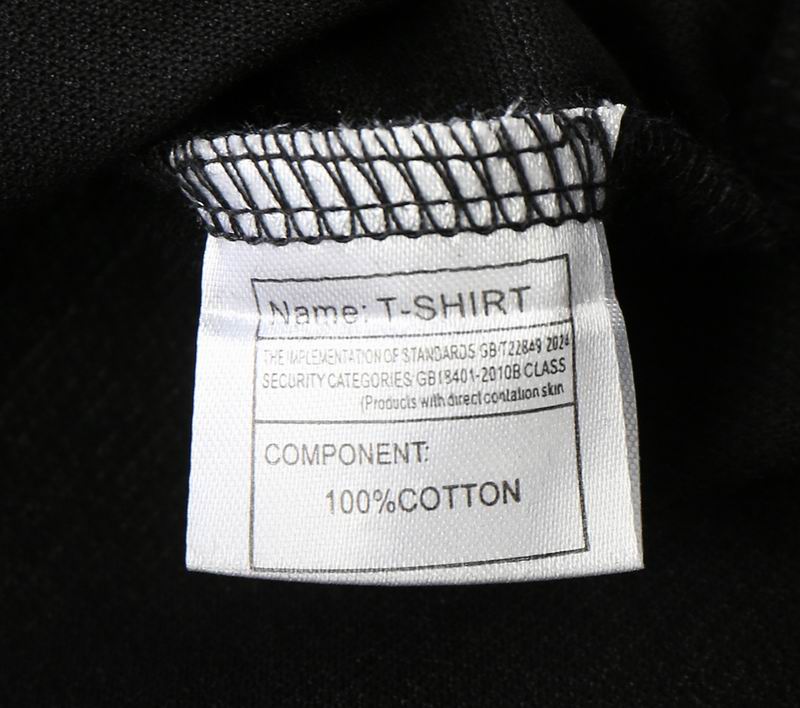 Name: T-SHIRT
THE IMPLEMENTATION OF STANDARDS GB/T22849 2024
SECURITY CATEGORIES GB18401-2010B CLASS
(Products with direct contation skin
COMPONENT:
100%COTTON